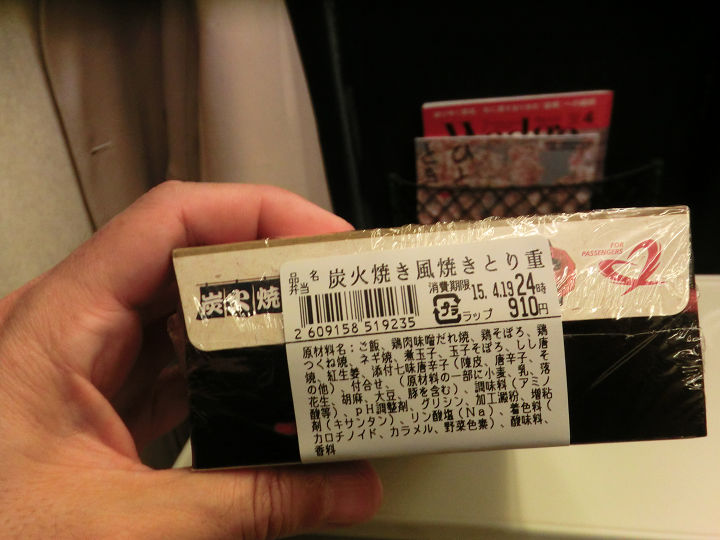 Wedge
4
ひととき
FOR
PASSENGERS
炭火焼
品名
弁当
炭火焼き風焼きとり重
消費期限
15. 4.19 24時
プラ
ラップ
910円
2 609158 519235
原材料名：ご飯、鶏肉味噌だれ焼、鶏そぼろ、鶏
つくね焼、ネギ焼、煮玉子、玉子そぼろ、しし唐
焼、紅生姜、添付七味唐辛子（陳皮、唐辛子、そ
の他）、付合せ、（原材料の一部に小麦、乳、落
花生、胡麻、大豆、豚を含む）、調味料（アミノ
酸等）、pH調整剤、グリシン、加工澱粉、増粘
剤（キサンタン）、リン酸塩（Na）、着色料（
カロチノイド、カラメル、野菜色素）、酸味料、
香料